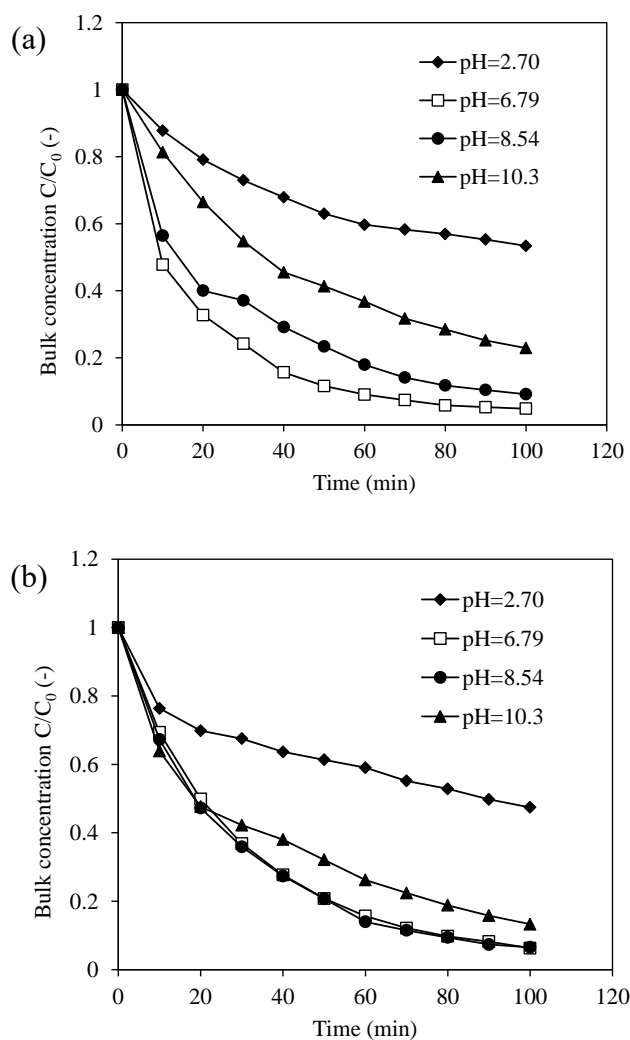 (a)
Bulk concentration C/C₀ (-)
1.2
1
0.8
0.6
0.4
0.2
0
0 20 40 60 80 100 120
Time (min)
pH=2.70
pH=6.79
pH=8.54
pH=10.3
(b)
Bulk concentration C/C₀ (-)
1.2
1
0.8
0.6
0.4
0.2
0
0 20 40 60 80 100 120
Time (min)
pH=2.70
pH=6.79
pH=8.54
pH=10.3